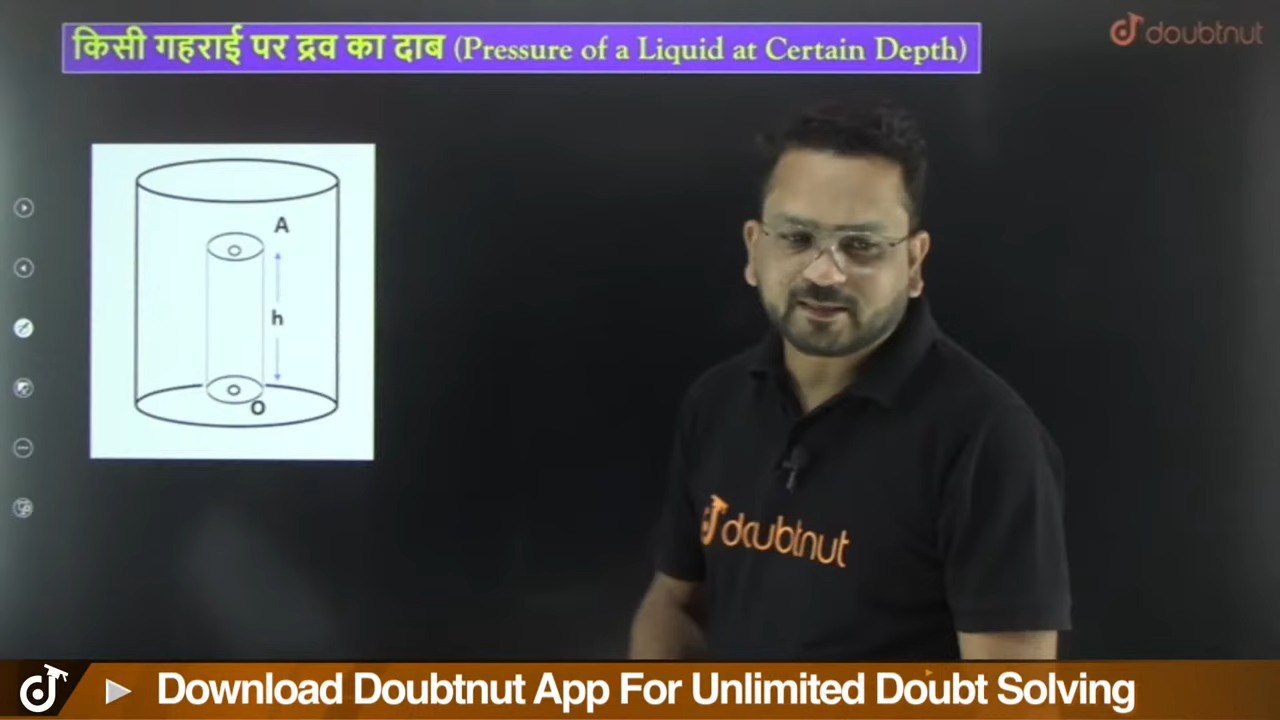 किसी गहराई पर द्रव का दाब (Pressure of a Liquid at Certain Depth)
doubtnut
A
h
O
doubtnut
Download Doubtnut App For Unlimited Doubt Solving